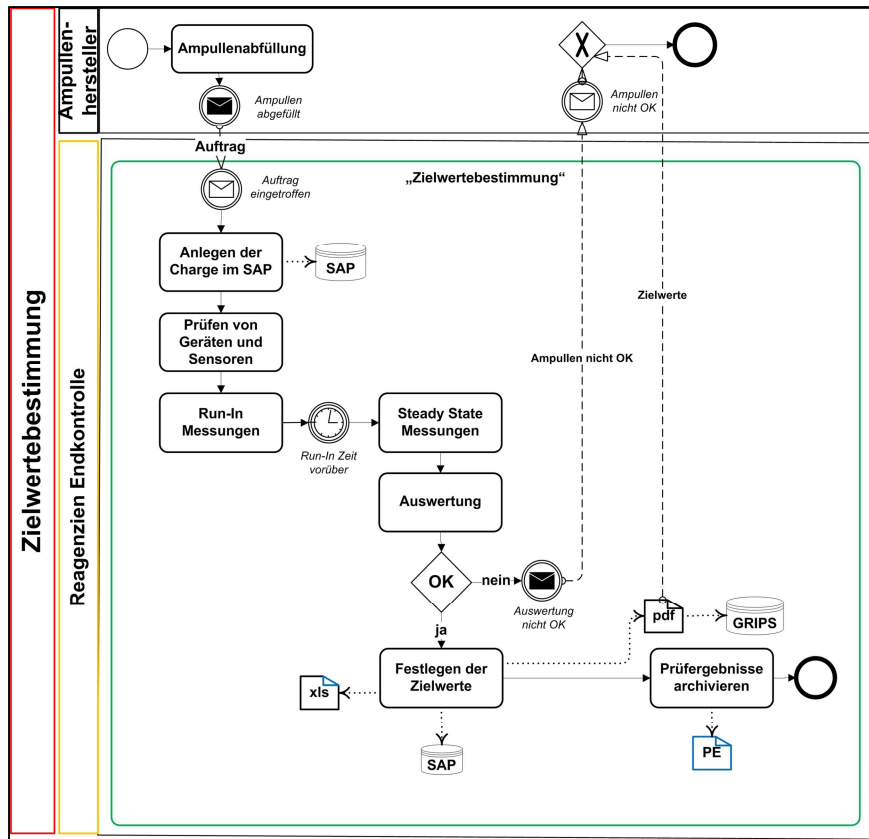 Zielwertebestimmung
Ampullen-
hersteller
Ampullenabfüllung
Ampullen
abgefüllt
X
Ampullen
nicht OK
Reagenzien Endkontrolle
Auftrag
„Zielwertebestimmung“
Auftrag
eingetroffen
Anlegen der
Charge im SAP
SAP
Zielwerte
Prüfen von
Geräten und
Sensoren
Ampullen nicht OK
Run-In
Messungen
Run-In Zeit
vorüber
Steady State
Messungen
Auswertung
OK
nein
Auswertung
nicht OK
ja
pdf
GRIPS
Festlegen der
Zielwerte
xls
SAP
Prüfergebnisse
archivieren
PE